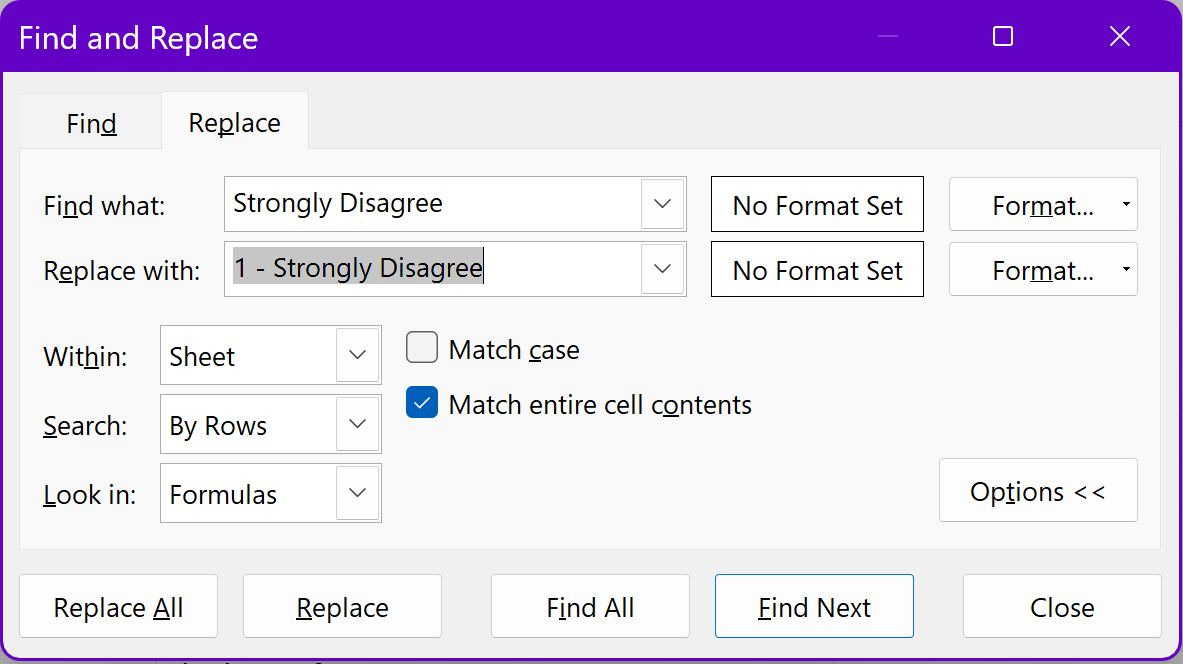 Find and Replace
Find Replace
Find what: Strongly Disagree No Format Set Format...
Replace with: 1 - Strongly Disagree No Format Set Format...
Within: Sheet Match case
Match entire cell contents
Search: By Rows
Look in: Formulas Options <<
Replace All Replace Find All Find Next Close